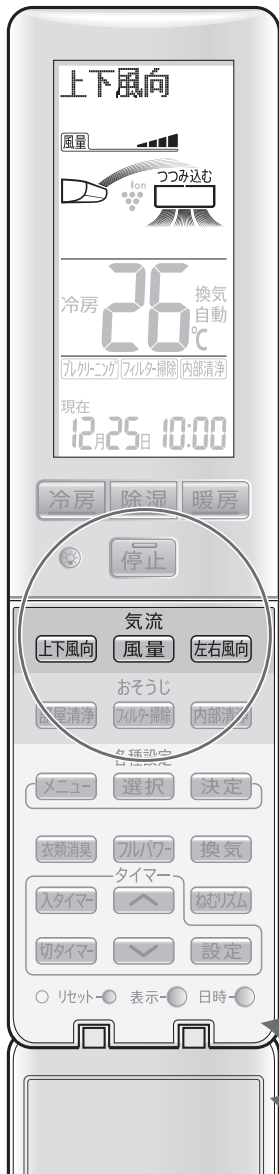 上下風向
風量
Ion
つつみ込む
冷房 26℃ 換気 自動
プレクリーニング フィルター掃除 内部清浄
現在
12月25日 10:00
冷房 除湿 暖房
停止
気流
上下風向 風量 左右風向
おそうじ
部屋清浄 フィルター掃除 内部清浄
各種設定
メニュー 選択 決定
衣類消臭 フルパワー 換気
タイマー
入タイマー ねむリズム
切タイマー 設定
リセット 表示 日時